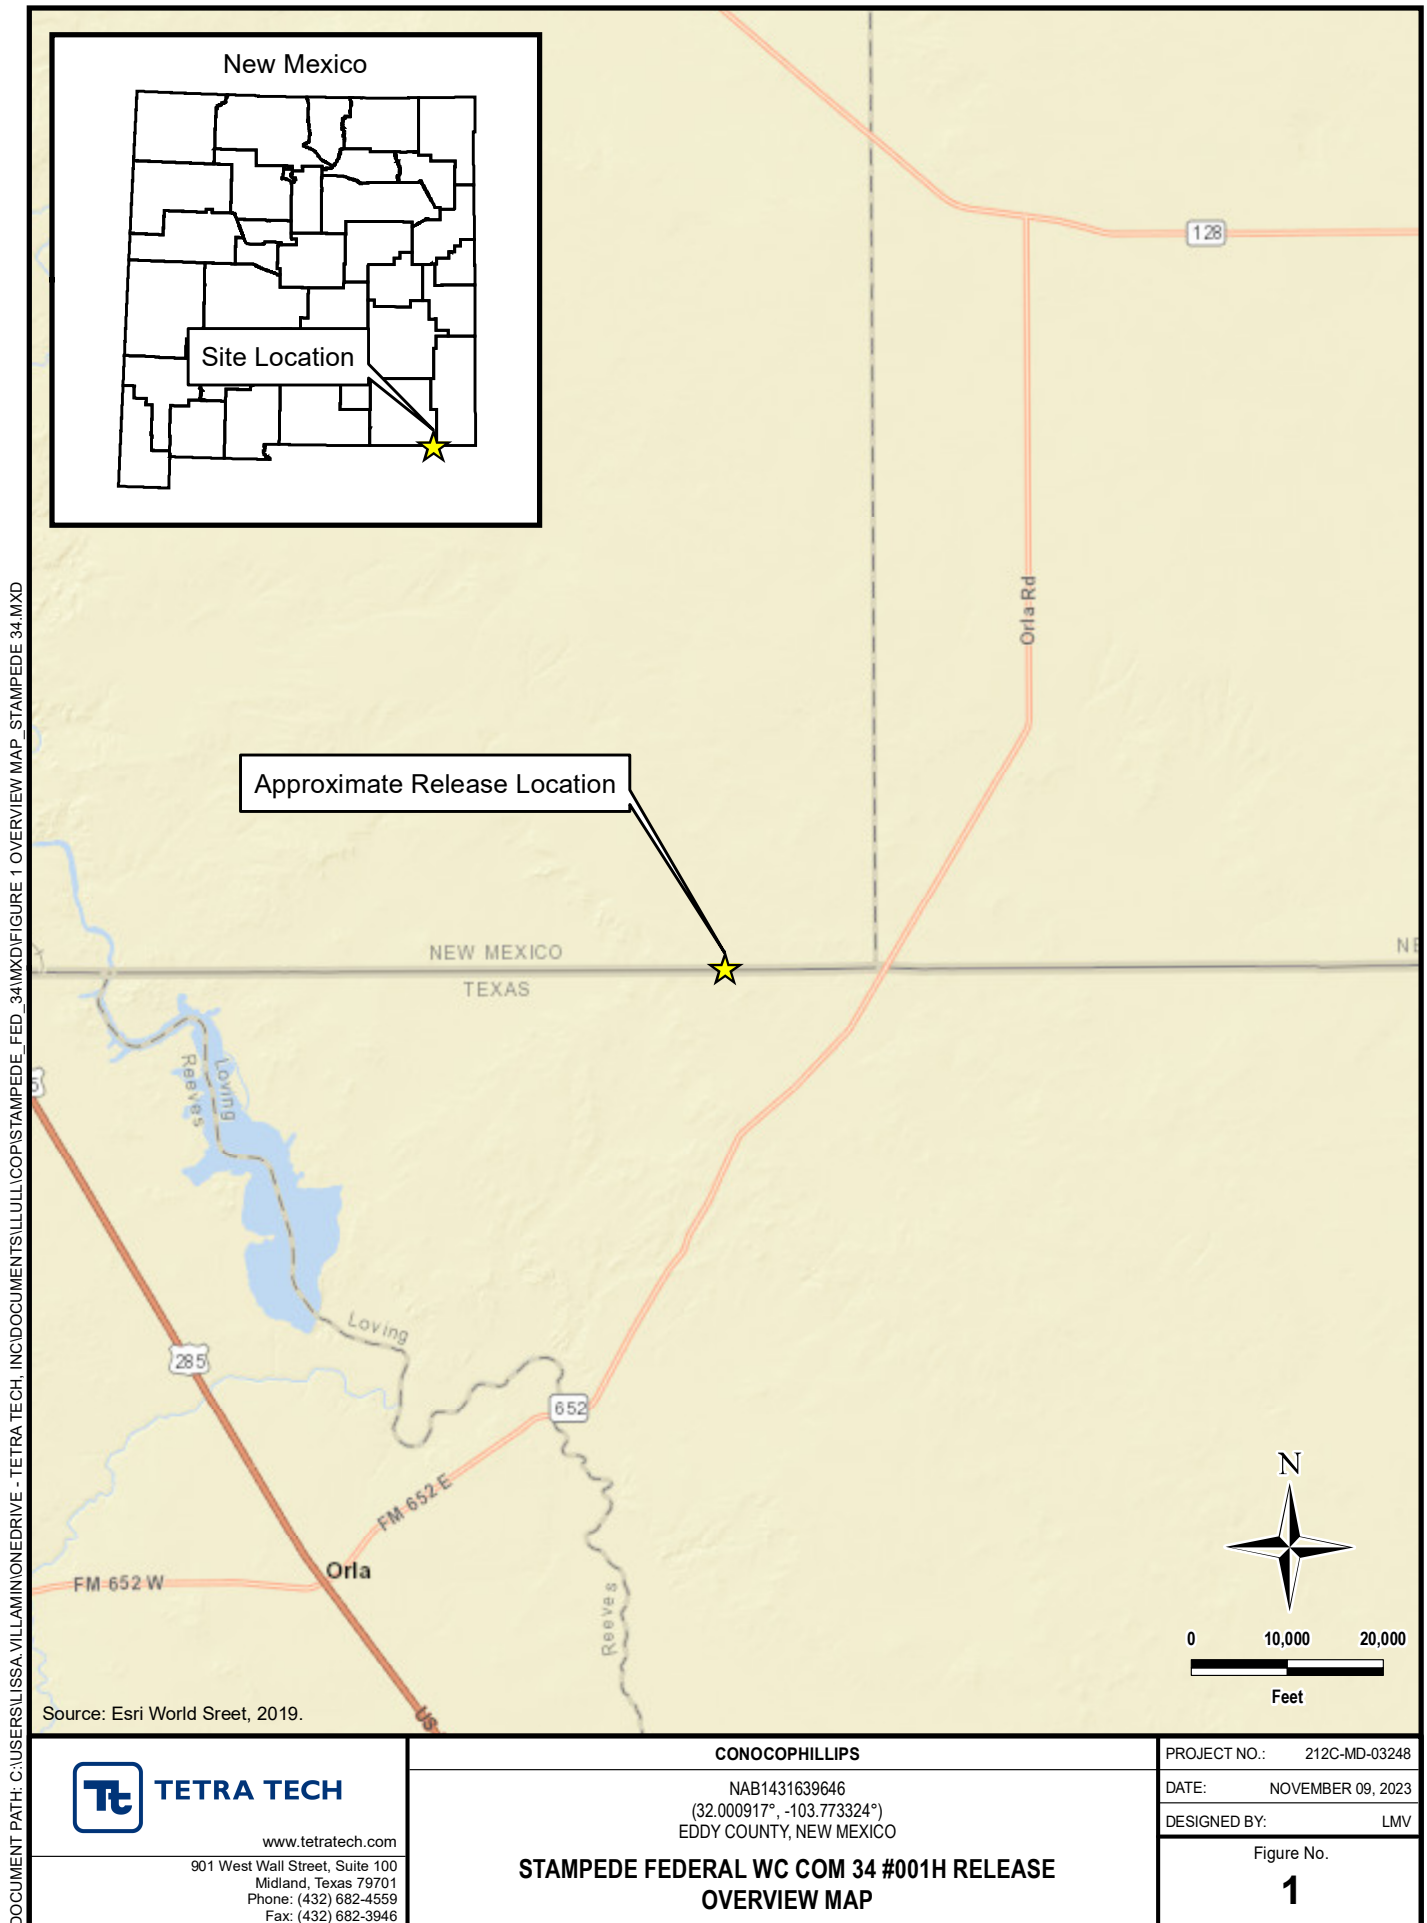 New Mexico
Site Location
128
Orla Rd
Approximate Release Location
NEW MEXICO
NE
TEXAS
Loving
Reeves
5
285
Loving
652
FM 652 E
Orla
FM 652 W
Reeves
US
N
0 10,000 20,000
Feet
Source: Esri World Sreet, 2019.
DOCUMENT PATH: C:\USERS\LISSA.VILLAMIN\ONEDRIVE - TETRA TECH, INC\DOCUMENTS\LLULL\COP\STAMPEDE_FED_34\MXD\FIGURE 1 OVERVIEW MAP_STAMPEDE 34.MXD
Tt TETRA TECH
www.tetratech.com
901 West Wall Street, Suite 100
Midland, Texas 79701
Phone: (432) 682-4559
Fax: (432) 682-3946
CONOCOPHILLIPS
NAB1431639646
(32.000917°, -103.773324°)
EDDY COUNTY, NEW MEXICO
STAMPEDE FEDERAL WC COM 34 #001H RELEASE
OVERVIEW MAP
PROJECT NO.: 212C-MD-03248
DATE: NOVEMBER 09, 2023
DESIGNED BY: LMV
Figure No.
1